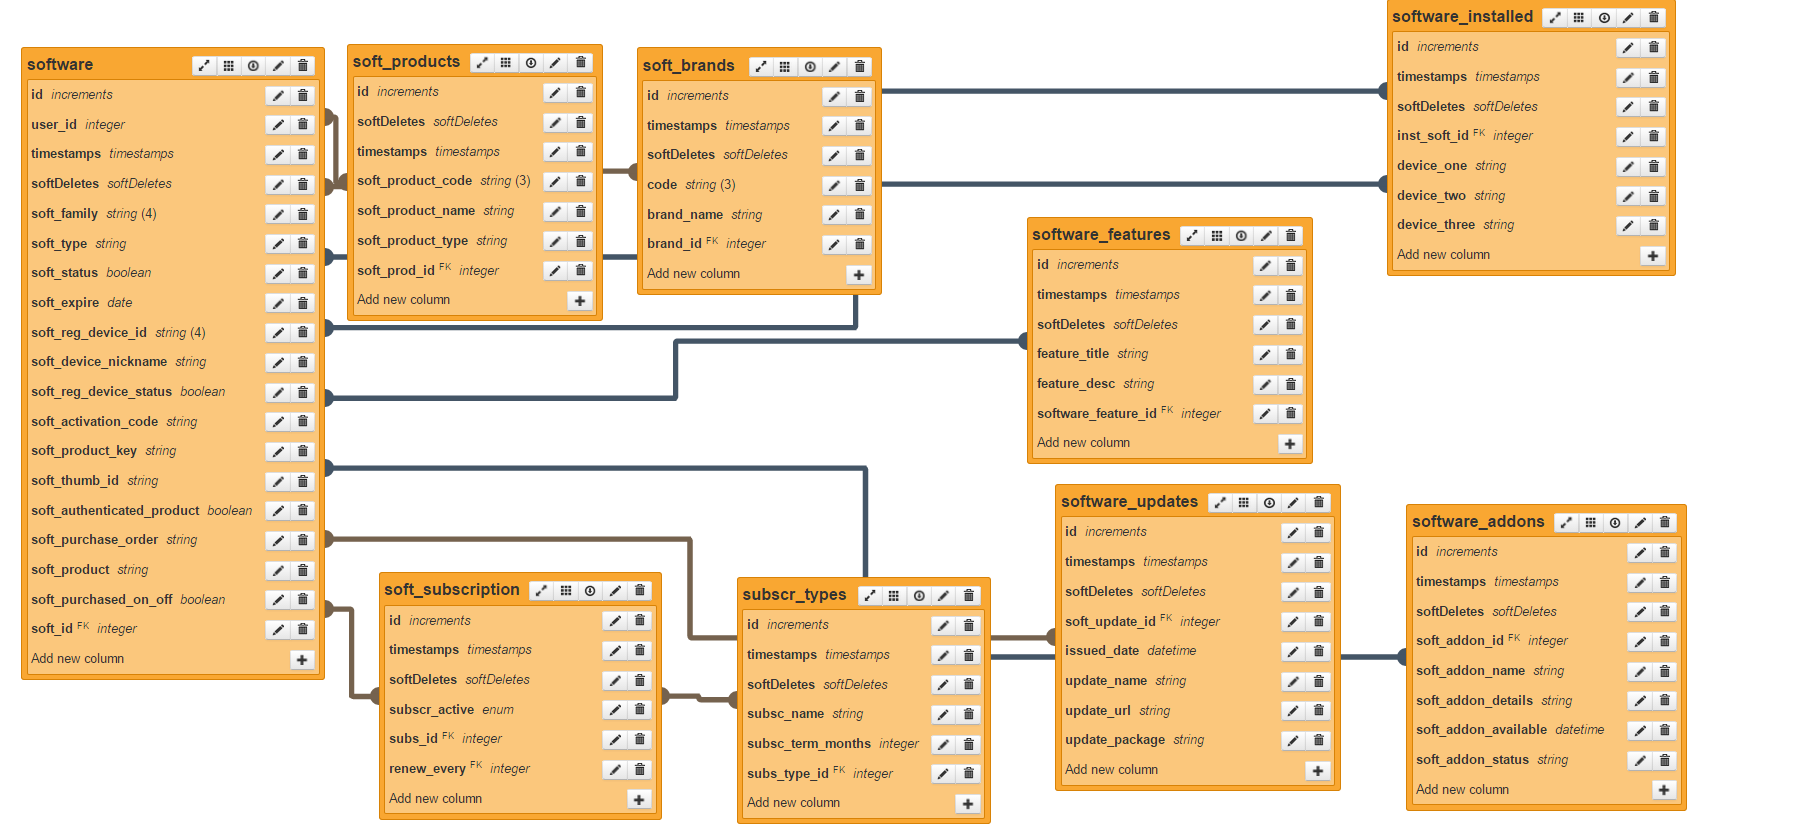 software
id increments
user_id integer
timestamps timestamps
softDeletes softDeletes
soft_family string (4)
soft_type string
soft_status boolean
soft_expire date
soft_reg_device_id string (4)
soft_device_nickname string
soft_reg_device_status boolean
soft_activation_code string
soft_product_key string
soft_thumb_id string
soft_authenticated_product boolean
soft_purchase_order string
soft_product string
soft_purchased_on_off boolean
soft_id FK integer
Add new column
soft_products
id increments
softDeletes softDeletes
timestamps timestamps
soft_product_code string (3)
soft_product_name string
soft_product_type string
soft_prod_id FK integer
Add new column
soft_brands
id increments
timestamps timestamps
softDeletes softDeletes
code string (3)
brand_name string
brand_id FK integer
Add new column
software_installed
id increments
timestamps timestamps
softDeletes softDeletes
inst_soft_id FK integer
device_one string
device_two string
device_three string
Add new column
software_features
id increments
timestamps timestamps
softDeletes softDeletes
feature_title string
feature_desc string
software_feature_id FK integer
Add new column
soft_subscription
id increments
timestamps timestamps
softDeletes softDeletes
subscr_active enum
subs_id FK integer
renew_every FK integer
Add new column
subscr_types
id increments
timestamps timestamps
softDeletes softDeletes
subsc_name string
subsc_term_months integer
subs_type_id FK integer
Add new column
software_updates
id increments
timestamps timestamps
softDeletes softDeletes
soft_update_id FK integer
issued_date datetime
update_name string
update_url string
update_package string
Add new column
software_addons
id increments
timestamps timestamps
softDeletes softDeletes
soft_addon_id FK integer
soft_addon_name string
soft_addon_details string
soft_addon_available datetime
soft_addon_status string
Add new column